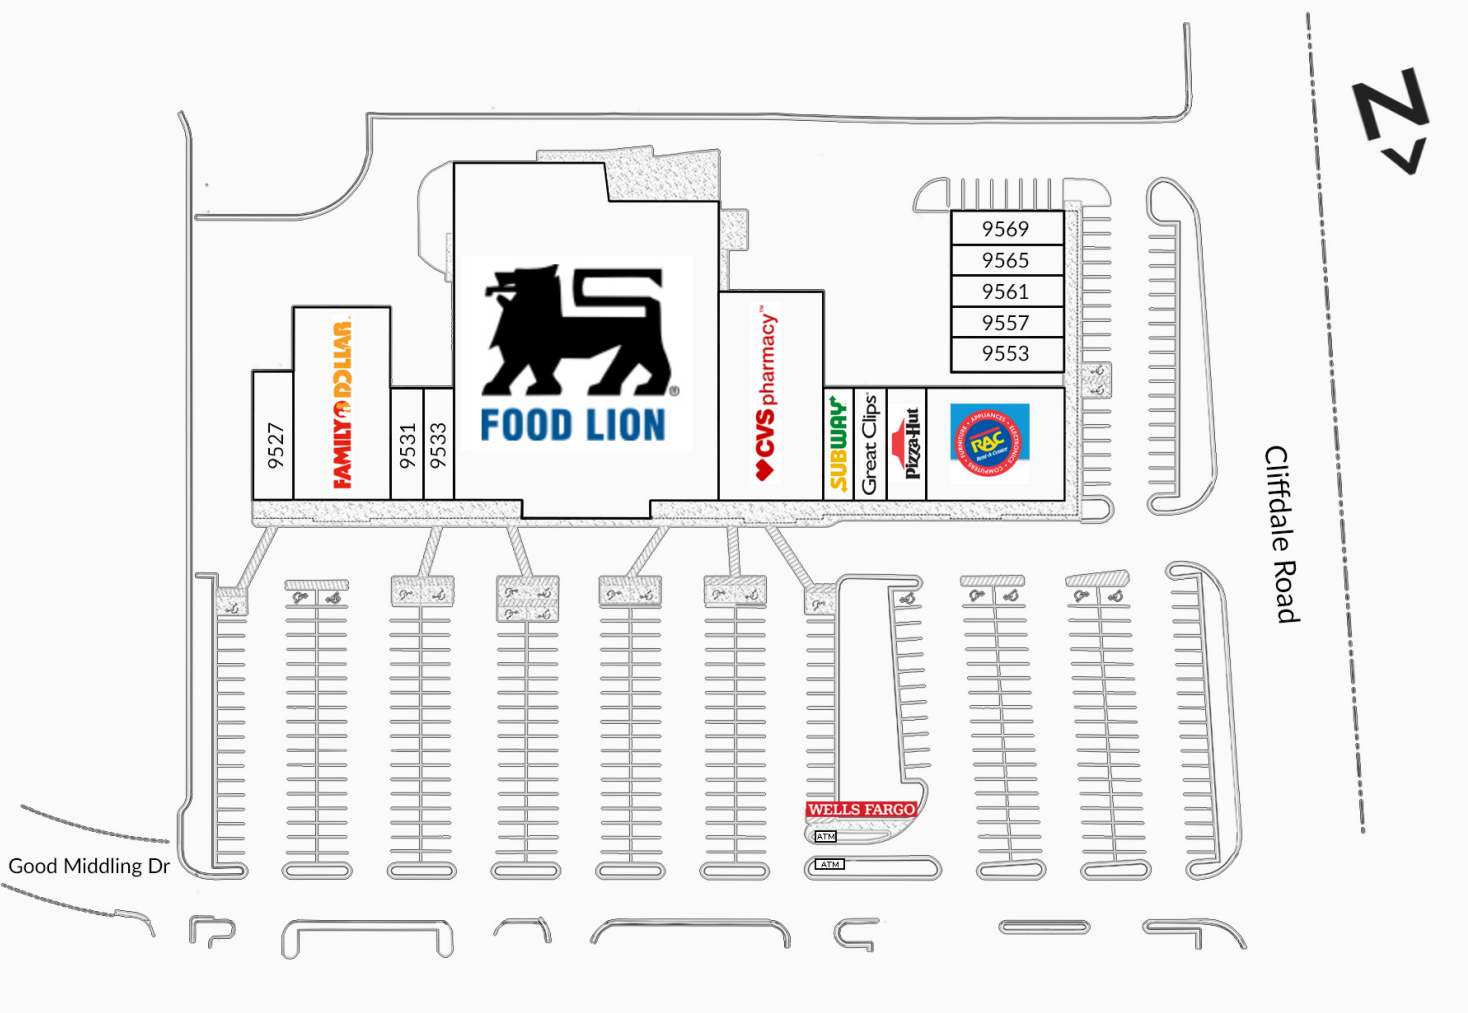 N
9569
9565
9561
9557
9553
9527
FAMILY DOLLAR.
9531
9533
FOOD LION
®
CVS pharmacy™
SUBWAY
Great Clips®
Pizza Hut
FURNITURE • APPLIANCES • ELECTRONICS • COMPUTERS
RAC
Rent-A-Center
Cliffdale Road
WELLS FARGO
ATM
ATM
Good Middling Dr